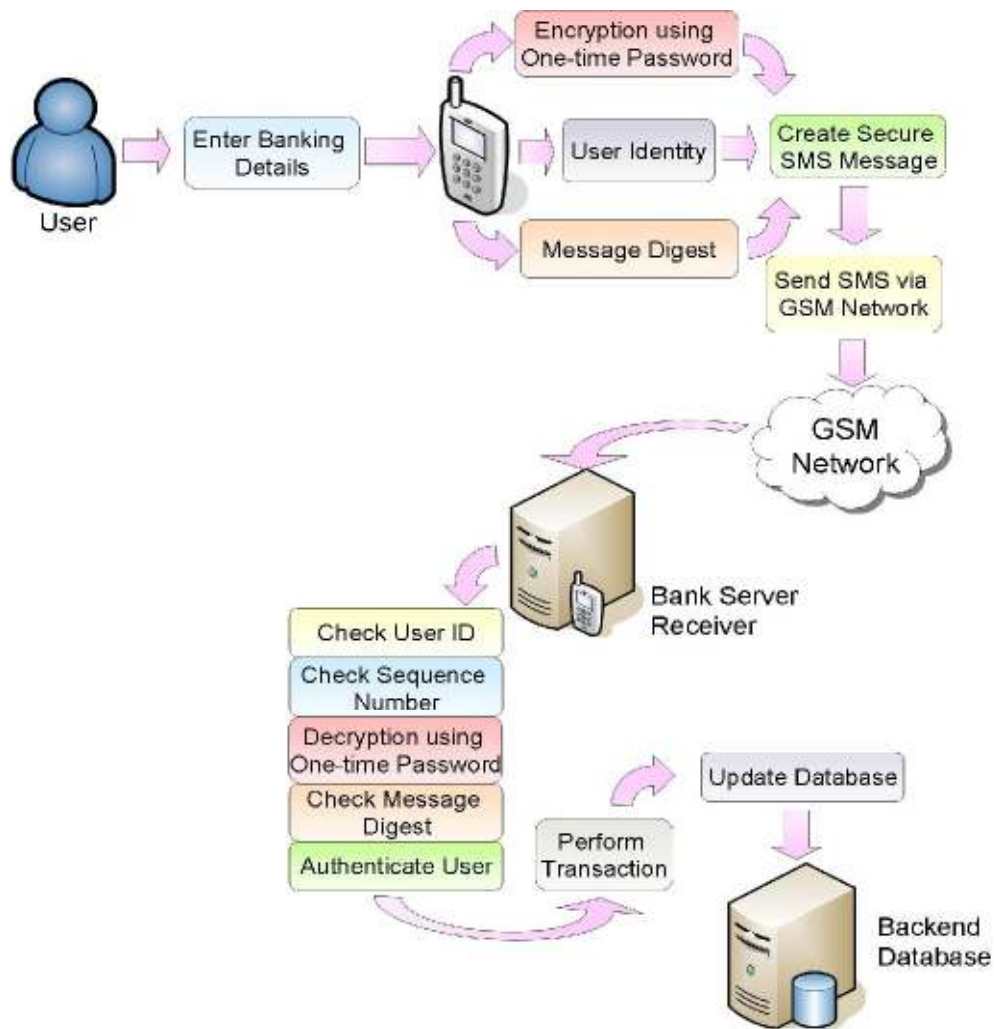 Encryption using
One-time Password
Enter Banking
Details
User Identity
Create Secure
SMS Message
User
Message Digest
Send SMS via
GSM Network
GSM
Network
Bank Server
Receiver
Check User ID
Check Sequence
Number
Decryption using
One-time Password
Check Message
Digest
Authenticate User
Perform
Transaction
Update Database
Backend
Database